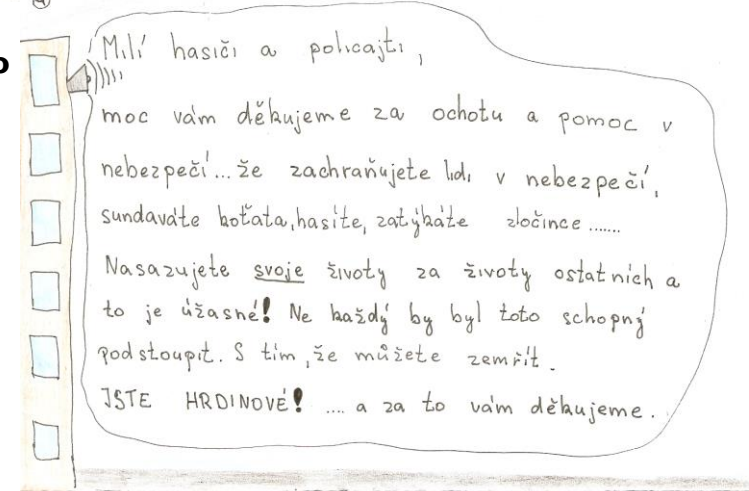 Milí hasiči a policajti,
moc vám děkujeme za ochotu a pomoc v
nebezpečí... že zachraňujete lidi v nebezpečí,
sundaváte koťata, hasíte, zatýkáte zločince .......
Nasazujete svoje životy za životy ostatních a
to je úžasné! Ne každý by byl toto schopný
podstoupit. S tím, že můžete zemřít.
JSTE HRDINOVÉ! .... a za to vám děkujeme.